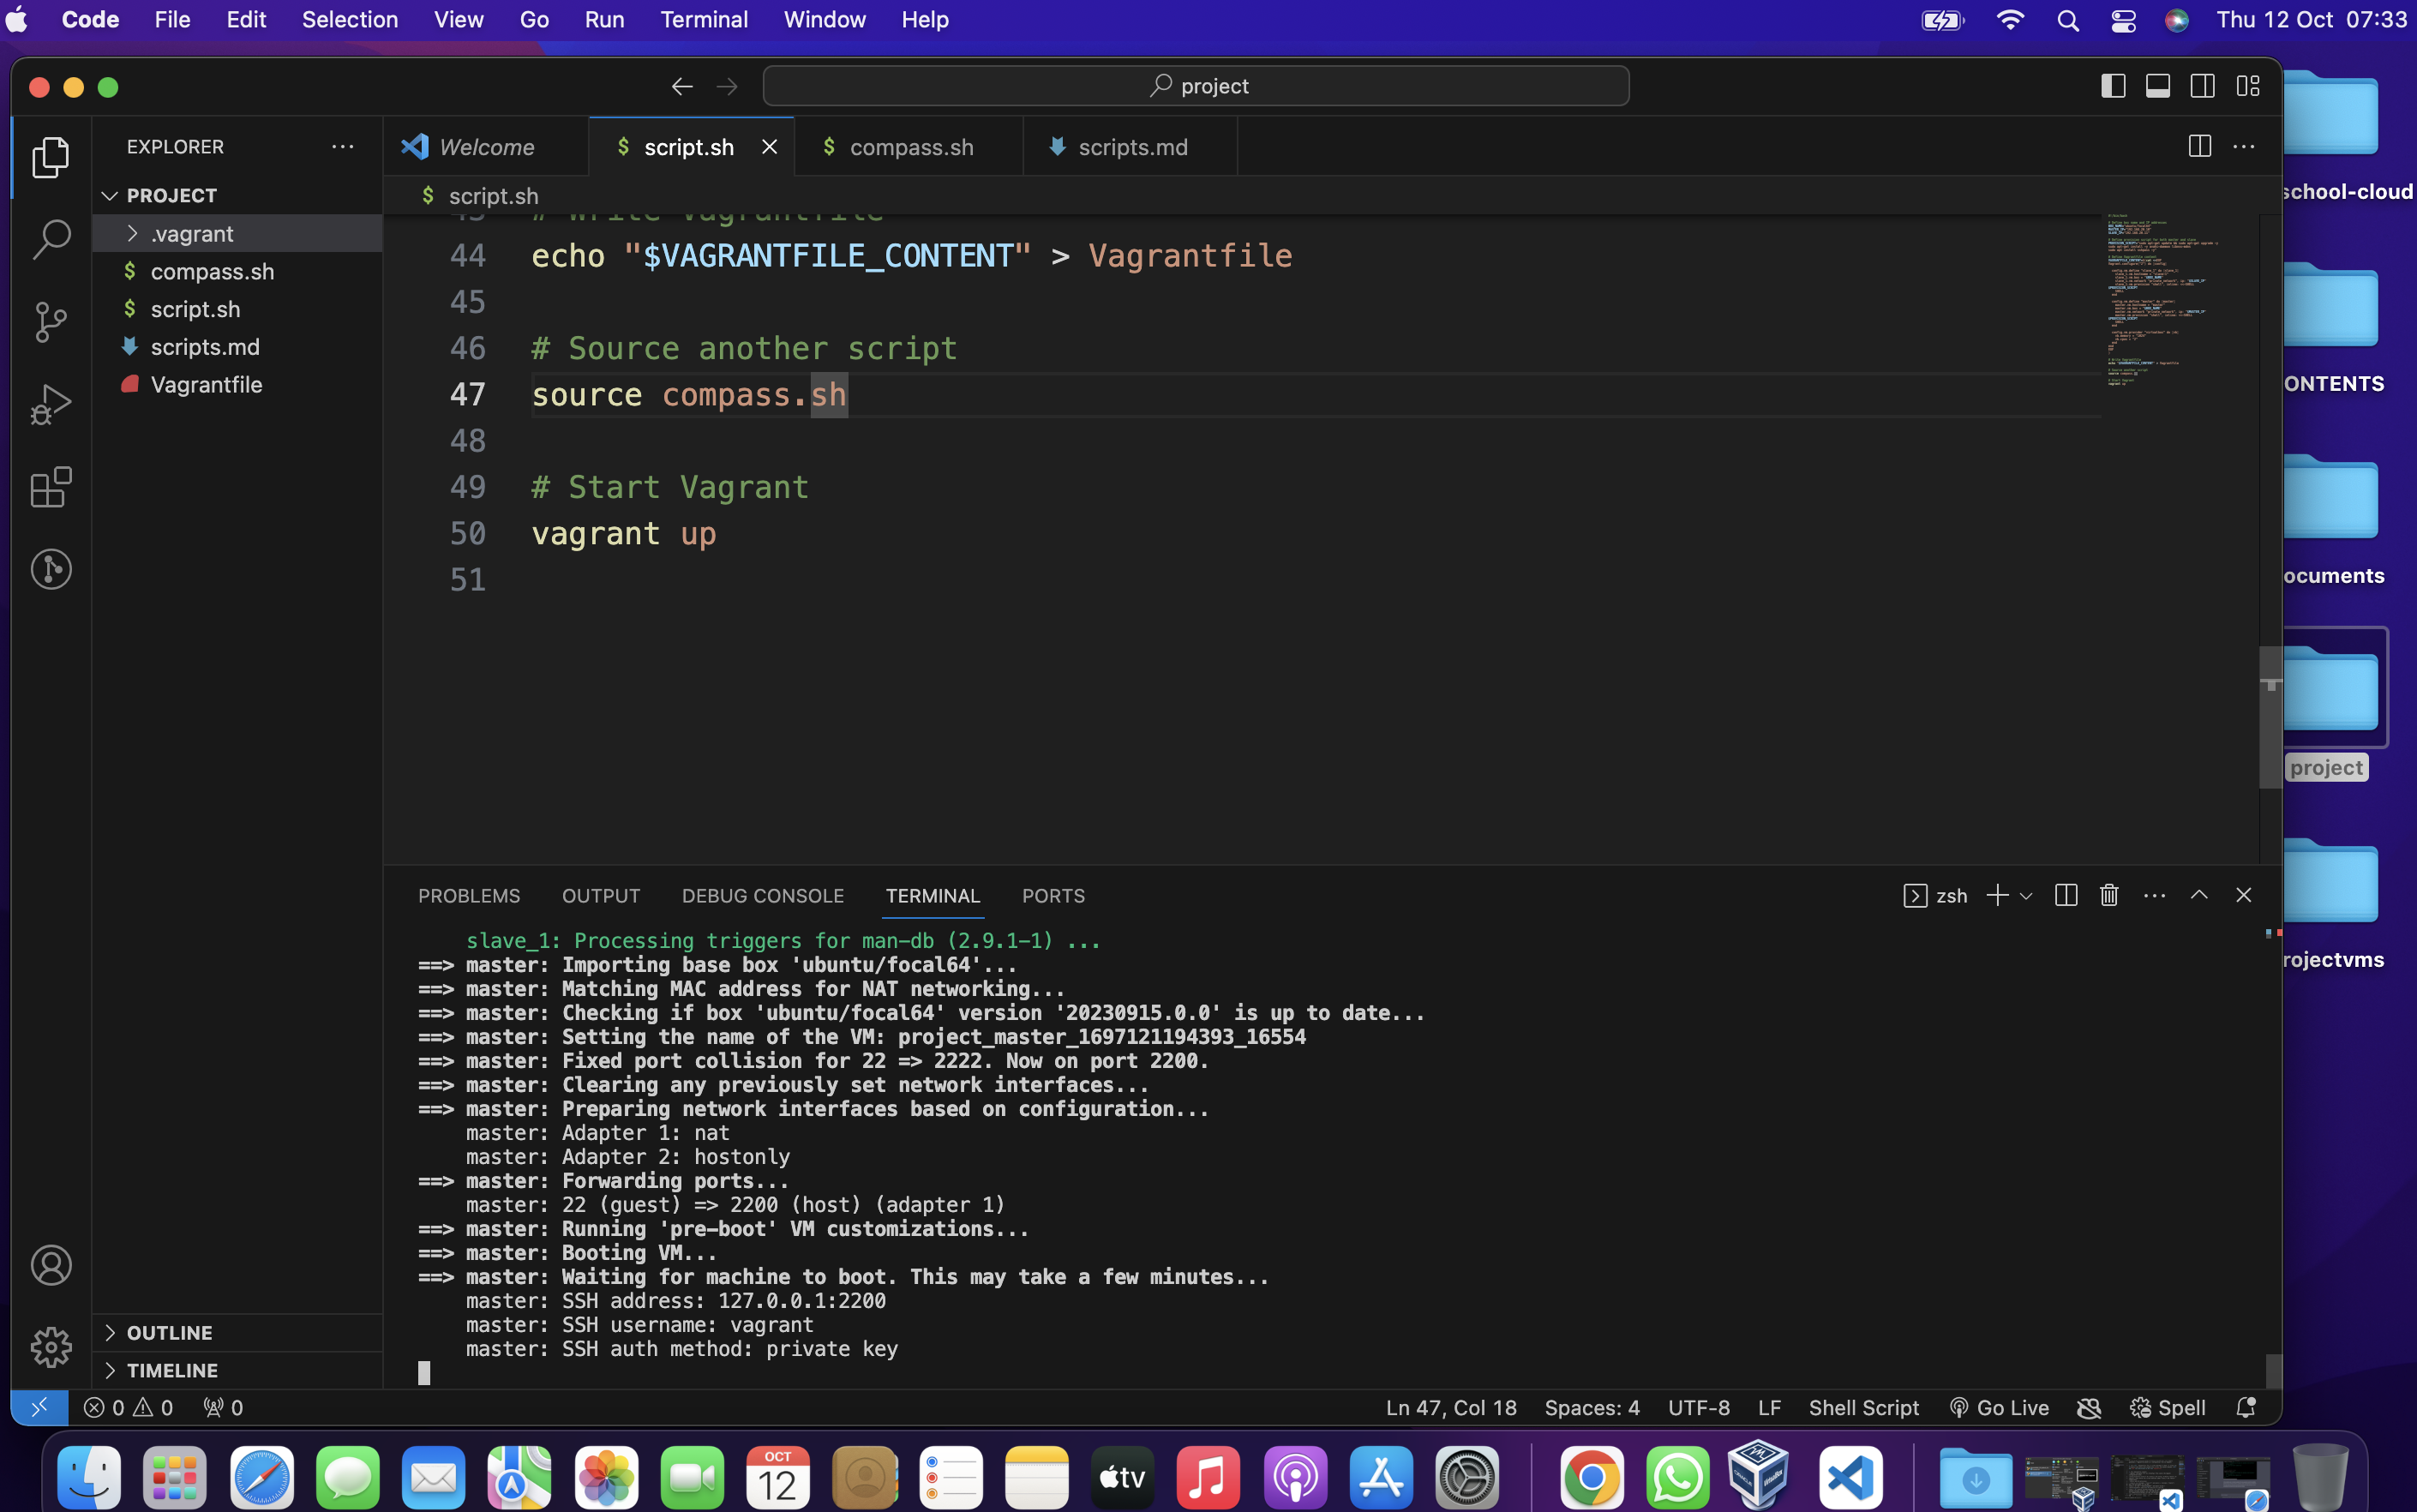 Code File Edit Selection View Go Run Terminal Window Help Thu 12 Oct 07:33
project
EXPLORER
Welcome
$ script.sh
$ compass.sh
scripts.md
PROJECT
$ script.sh
.vagrant
$ compass.sh
$ script.sh
scripts.md
Vagrantfile
44 echo "$VAGRANTFILE_CONTENT" > Vagrantfile
45
46 # Source another script
47 source compass.sh
48
49 # Start Vagrant
50 vagrant up
51
school-cloud
ONTENTS
ocuments
project
rojectvms
PROBLEMS OUTPUT DEBUG CONSOLE TERMINAL PORTS zsh
slave_1: Processing triggers for man-db (2.9.1-1) ...
==> master: Importing base box 'ubuntu/focal64'...
==> master: Matching MAC address for NAT networking...
==> master: Checking if box 'ubuntu/focal64' version '20230915.0.0' is up to date...
==> master: Setting the name of the VM: project_master_1697121194393_16554
==> master: Fixed port collision for 22 => 2222. Now on port 2200.
==> master: Clearing any previously set network interfaces...
==> master: Preparing network interfaces based on configuration...
master: Adapter 1: nat
master: Adapter 2: hostonly
==> master: Forwarding ports...
master: 22 (guest) => 2200 (host) (adapter 1)
==> master: Running 'pre-boot' VM customizations...
==> master: Booting VM...
==> master: Waiting for machine to boot. This may take a few minutes...
master: SSH address: 127.0.0.1:2200
master: SSH username: vagrant
master: SSH auth method: private key
OUTLINE
TIMELINE
0 0 0 Ln 47, Col 18 Spaces: 4 UTF-8 LF Shell Script Go Live Spell
OCT
12
tv